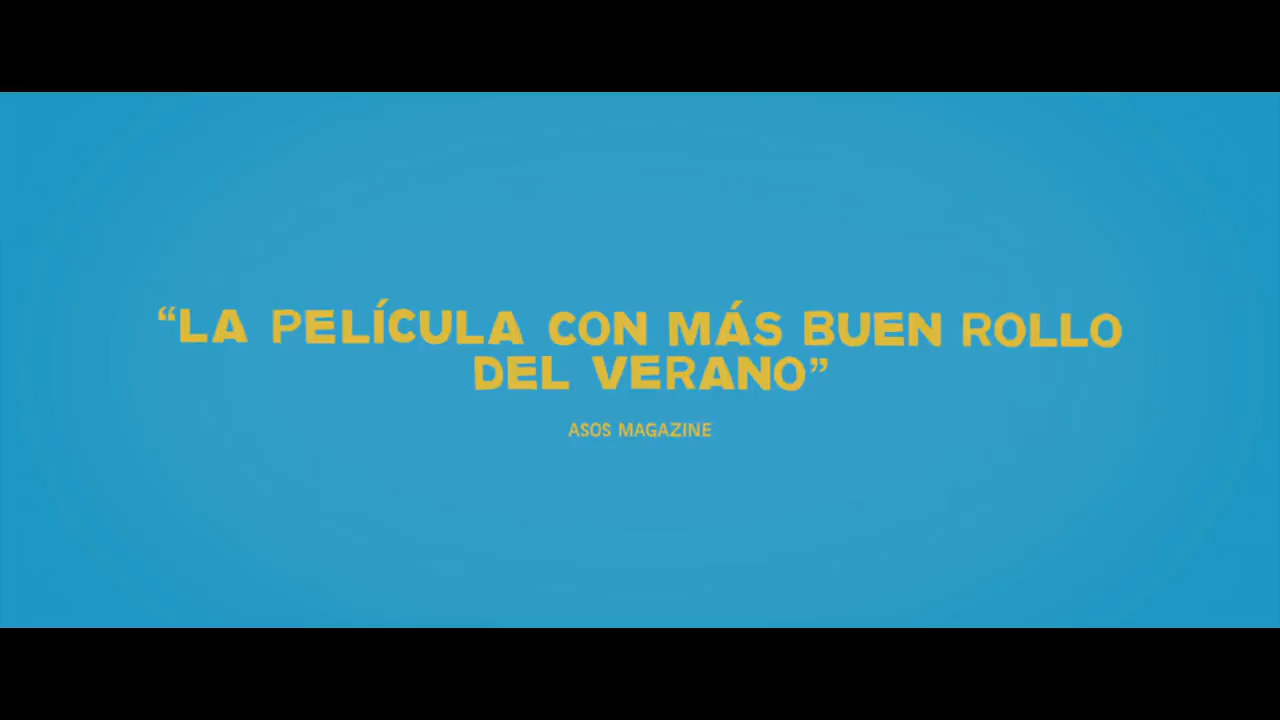 “LA PELÍCULA CON MÁS BUEN ROLLO
DEL VERANO”
ASOS MAGAZINE